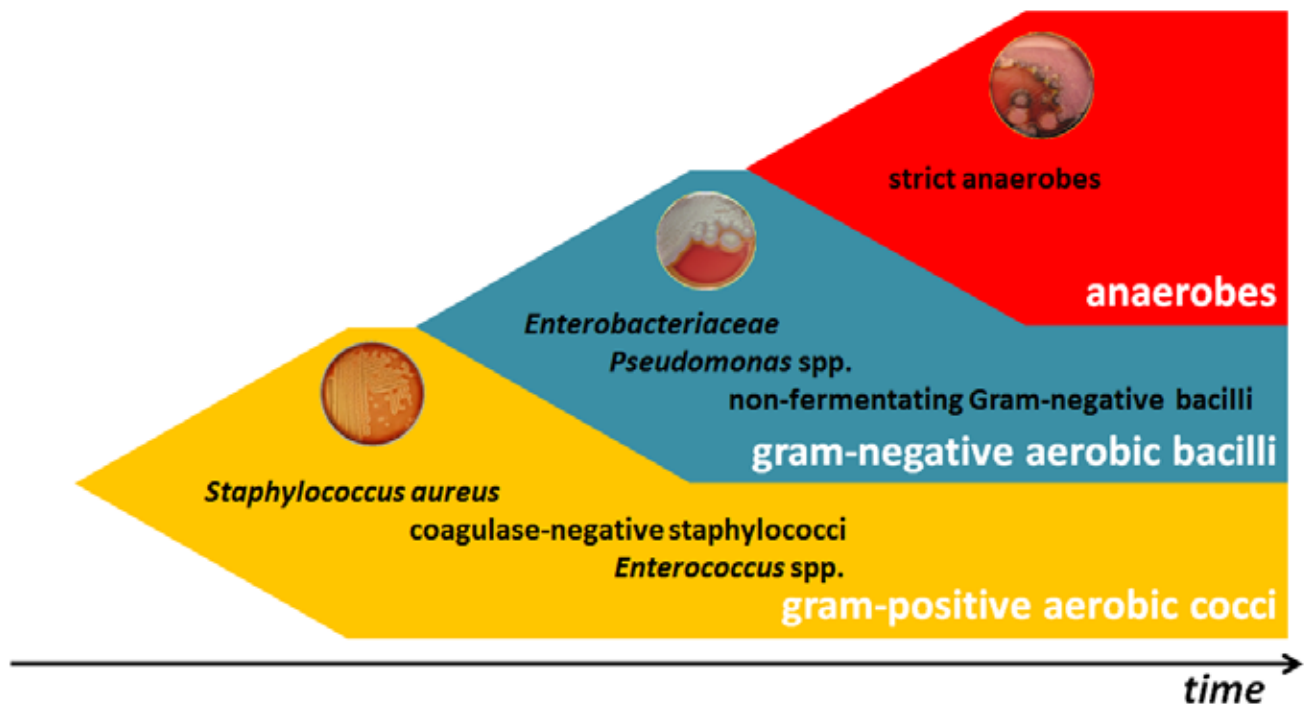 strict anaerobes
anaerobes
Enterobacteriaceae
Pseudomonas spp.
non-fermentating Gram-negative bacilli
gram-negative aerobic bacilli
Staphylococcus aureus
coagulase-negative staphylococci
Enterococcus spp.
gram-positive aerobic cocci
time